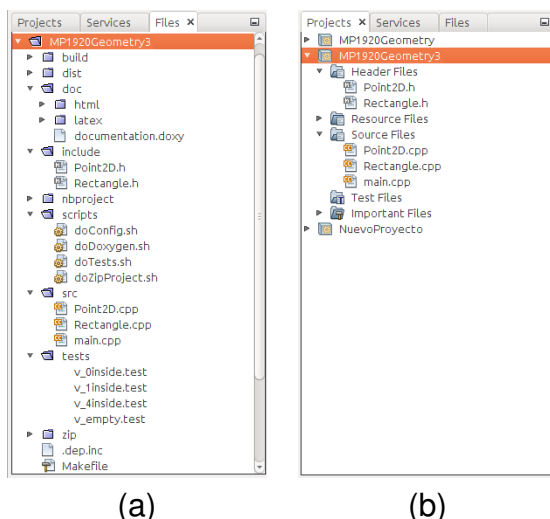 Projects Services Files ×
MP1920Geometry3
build
dist
doc
html
latex
documentation.doxy
include
Point2D.h
Rectangle.h
nbproject
scripts
doConfig.sh
doDoxygen.sh
doTests.sh
doZipProject.sh
src
Point2D.cpp
Rectangle.cpp
main.cpp
tests
v_0inside.test
v_1inside.test
v_4inside.test
v_empty.test
zip
.dep.inc
Makefile
(a)
Projects × Services Files
MP1920Geometry
MP1920Geometry3
Header Files
Point2D.h
Rectangle.h
Resource Files
Source Files
Point2D.cpp
Rectangle.cpp
main.cpp
Test Files
Important Files
NuevoProyecto
(b)